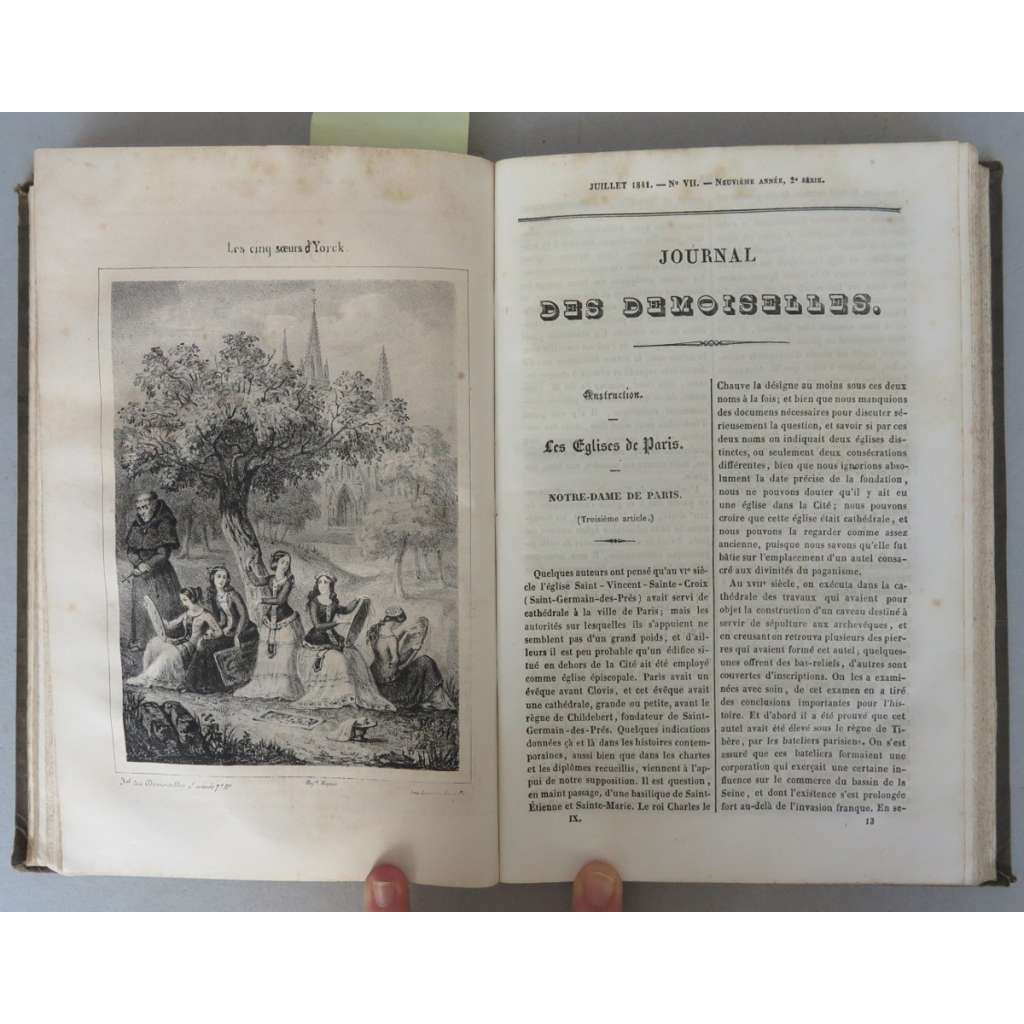 Les cinq sœurs d'Yorck.
JUILLET 1841. — No VII. — NEUVIÈME ANNÉE, 2e SÉRIE.
JOURNAL
DES DEMOISELLES.
Instruction.
Les Eglises de Paris.
NOTRE-DAME DE PARIS.
(Troisième article.)
Quelques auteurs ont pensé qu'au VIe siè-
cle l'église Saint-Vincent-Sainte-Croix
(Saint-Germain-des-Prés) avait servi de
cathédrale à la ville de Paris; mais les
autorités sur lesquelles ils s'appuient ne
semblent pas d'un grand poids, et d'ail-
leurs il est peu probable qu'un édifice si-
tué en dehors de la Cité ait été employé
comme église épiscopale. Paris avait un
évêque avant Clovis, et cet évêque avait
une cathédrale, grande ou petite, avant le
règne de Childebert, fondateur de Saint-
Germain-des-Prés. Quelques indications
données çà et là dans les histoires contem-
poraines, aussi bien que dans les chartes
et les diplômes recueillis, viennent à l'ap-
pui de notre supposition. Il est question,
en maint passage, d'une basilique de Saint-
Étienne et Sainte-Marie. Le roi Charles le
IX.
Chauve la désigne au moins sous ces deux
noms à la fois; et bien que nous manquions
des documens nécessaires pour discuter sé-
rieusement la question, et savoir si par ces
deux noms on indiquait deux églises dis-
tinctes, ou seulement deux consécrations
différentes, bien que nous ignorions abso-
lument la date précise de la fondation,
nous ne pouvons douter qu'il y ait eu
une église dans la Cité; nous pouvons
croire que cette église était cathédrale, et
nous pouvons la regarder comme assez
ancienne, puisque nous savons qu'elle fut
bâtie sur l'emplacement d'un autel consa-
cré aux divinités du paganisme.
Au XVIIe siècle, on exécuta dans la ca-
thédrale des travaux qui avaient pour
objet la construction d'un caveau destiné à
servir de sépulture aux archevêques, et
en creusant on retrouva plusieurs des pier-
res qui avaient formé cet autel; quelques-
unes offrent des bas-reliefs, d'autres sont
couvertes d'inscriptions. On les a exami-
nées avec soin, de cet examen on a tiré
des conclusions importantes pour l'his-
toire. Et d'abord il a été prouvé que cet
autel avait été élevé sous le règne de Ti-
bère, par les bateliers parisiens. On s'est
assuré que ces bateliers formaient une
corporation qui exerçait une certaine in-
fluence sur le commerce du bassin de la
Seine, et dont l'existence s'est prolongée
fort au-delà de l'invasion franque. En se-
13